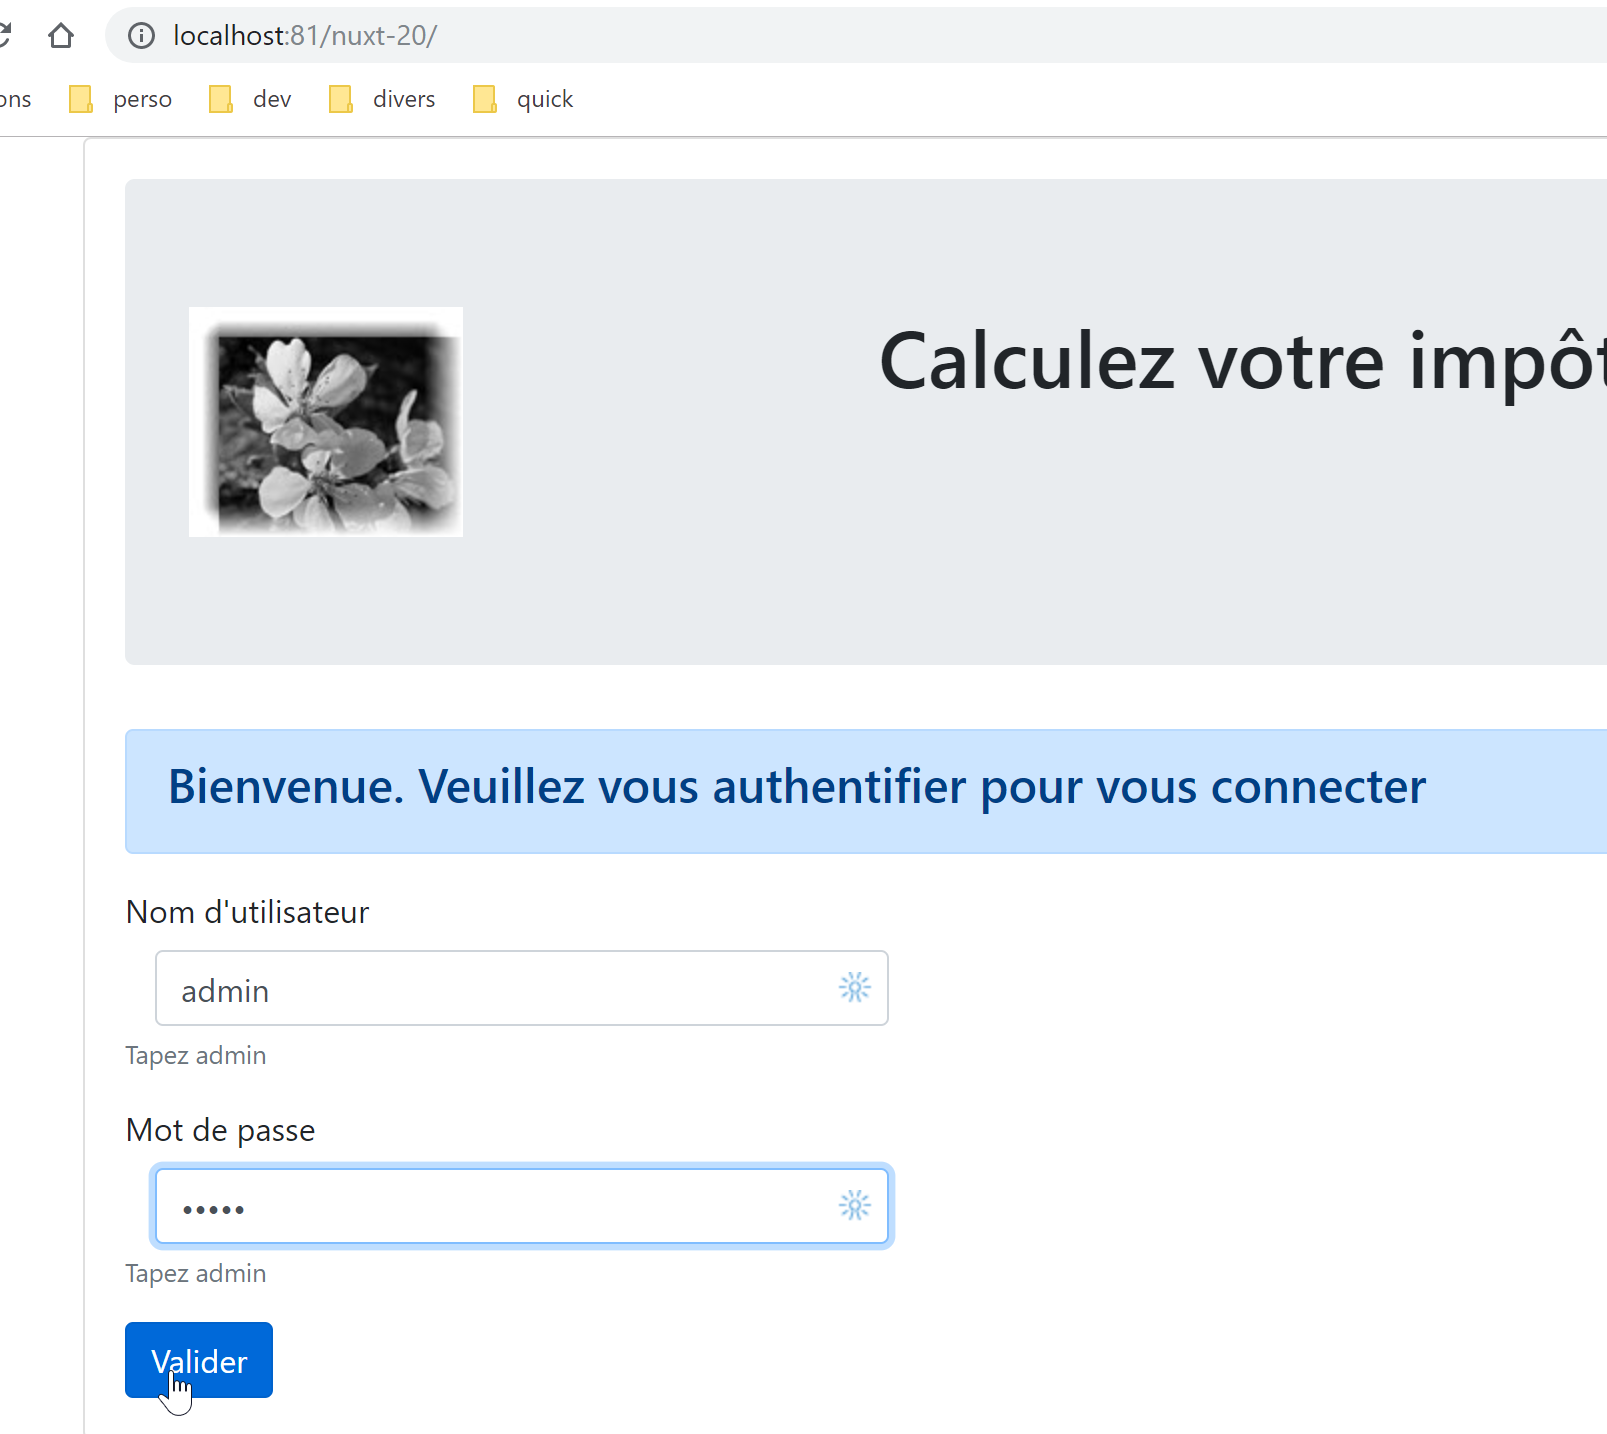 localhost:81/nuxt-20/
ons perso dev divers quick
Calculez votre impôt
Bienvenue. Veuillez vous authentifier pour vous connecter
Nom d'utilisateur
admin
Tapez admin
Mot de passe
•••••
Tapez admin
Valider